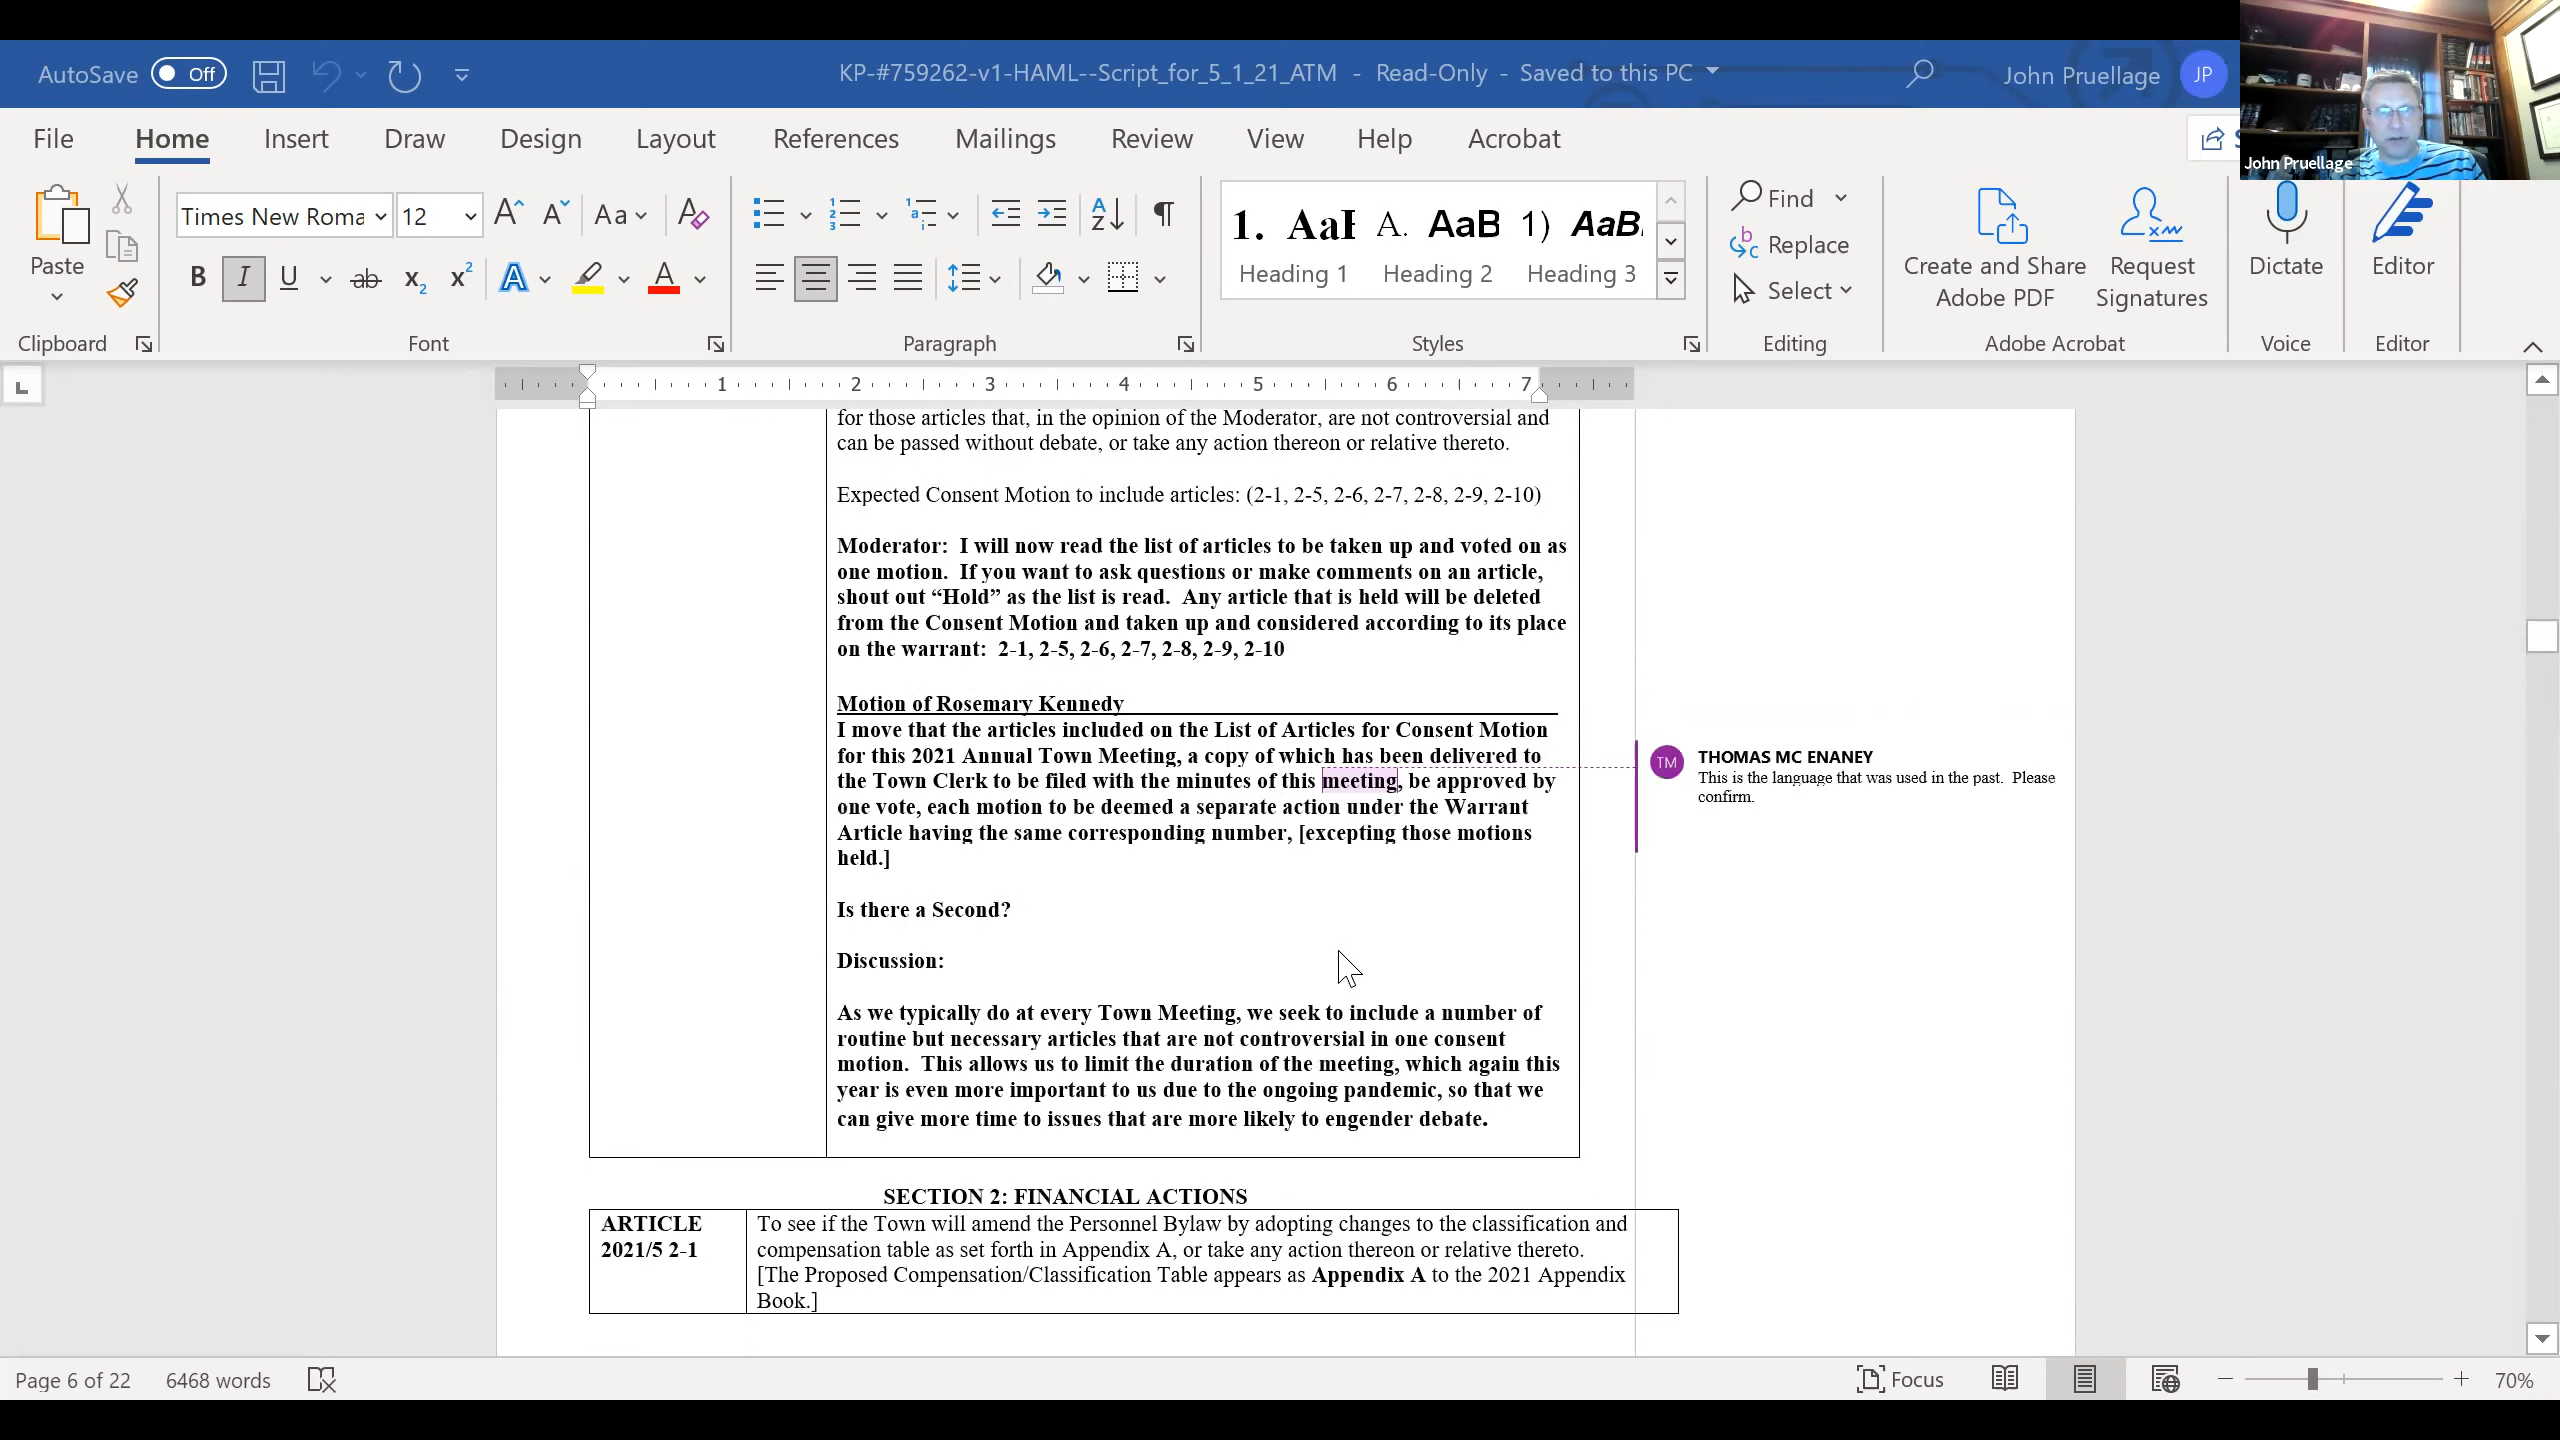 AutoSave Off
KP-#759262-v1-HAML--Script_for_5_1_21_ATM - Read-Only - Saved to this PC
John Pruellage JP
John Pruellage
File Home Insert Draw Design Layout References Mailings Review View Help Acrobat
Paste
Clipboard
Times New Roma 12
Font
Paragraph
1. AaI A. AaB 1) AaB
Heading 1 Heading 2 Heading 3
Styles
Find
Replace
Select
Editing
Create and Share
Adobe PDF
Request
Signatures
Adobe Acrobat
Dictate
Voice
Editor
Editor
1 2 3 4 5 6 7
for those articles that, in the opinion of the Moderator, are not controversial and
can be passed without debate, or take any action thereon or relative thereto.
Expected Consent Motion to include articles: (2-1, 2-5, 2-6, 2-7, 2-8, 2-9, 2-10)
Moderator: I will now read the list of articles to be taken up and voted on as
one motion. If you want to ask questions or make comments on an article,
shout out “Hold” as the list is read. Any article that is held will be deleted
from the Consent Motion and taken up and considered according to its place
on the warrant: 2-1, 2-5, 2-6, 2-7, 2-8, 2-9, 2-10
Motion of Rosemary Kennedy
I move that the articles included on the List of Articles for Consent Motion
for this 2021 Annual Town Meeting, a copy of which has been delivered to
the Town Clerk to be filed with the minutes of this meeting, be approved by
one vote, each motion to be deemed a separate action under the Warrant
Article having the same corresponding number, [excepting those motions
held.]
Is there a Second?
Discussion:
As we typically do at every Town Meeting, we seek to include a number of
routine but necessary articles that are not controversial in one consent
motion. This allows us to limit the duration of the meeting, which again this
year is even more important to us due to the ongoing pandemic, so that we
can give more time to issues that are more likely to engender debate.
TM THOMAS MC ENANEY
This is the language that was used in the past. Please
confirm.
SECTION 2: FINANCIAL ACTIONS
ARTICLE
2021/5 2-1
To see if the Town will amend the Personnel Bylaw by adopting changes to the classification and
compensation table as set forth in Appendix A, or take any action thereon or relative thereto.
[The Proposed Compensation/Classification Table appears as Appendix A to the 2021 Appendix
Book.]
Page 6 of 22 6468 words
Focus
70%